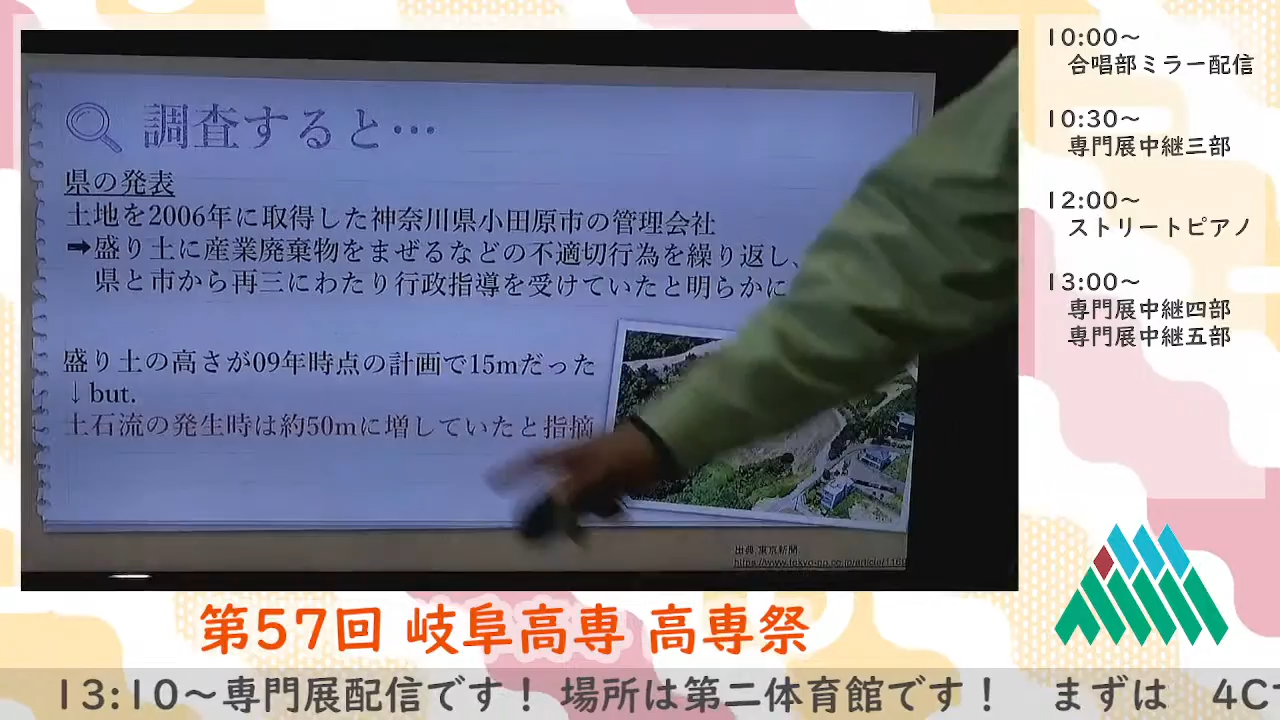 調査すると…
県の発表
土地を2006年に取得した神奈川県小田原市の管理会社
➡盛り土に産業廃棄物をまぜるなどの不適切行為を繰り返し、
県と市から再三にわたり行政指導を受けていたと明らかに
盛り土の高さが09年時点の計画で15mだった
↓but.
土石流の発生時は約50mに増していたと指摘
出典 東京新聞
10:00～
合唱部ミラー配信
10:30～
専門展中継三部
12:00～
ストリートピアノ
13:00～
専門展中継四部
専門展中継五部
第57回 岐阜高専 高専祭
13:10～専門展配信です! 場所は第二体育館です! まずは 4C